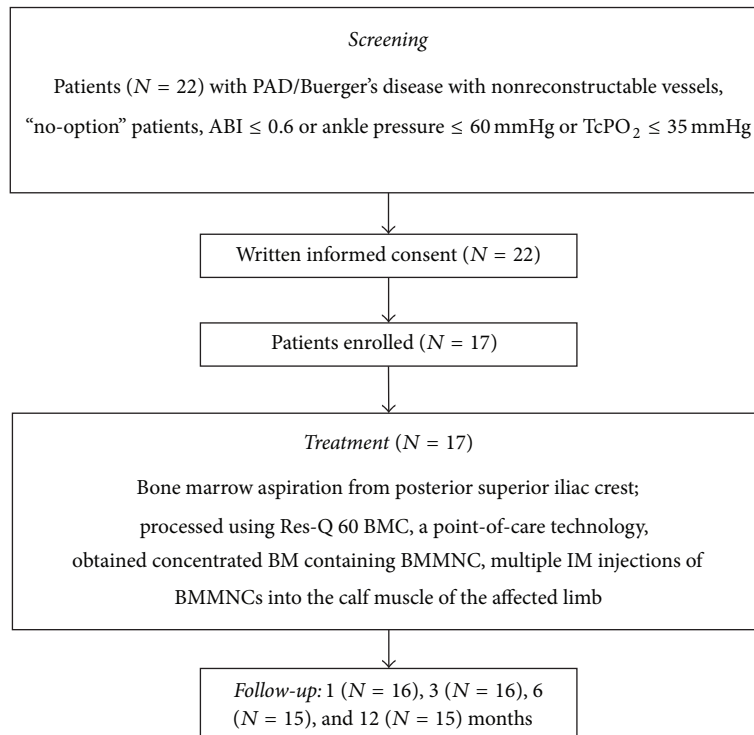 Screening
Patients (N = 22) with PAD/Buerger's disease with nonreconstructable vessels,
"no-option" patients, ABI ≤ 0.6 or ankle pressure ≤ 60 mmHg or TcPO₂ ≤ 35 mmHg
Written informed consent (N = 22)
Patients enrolled (N = 17)
Treatment (N = 17)
Bone marrow aspiration from posterior superior iliac crest;
processed using Res-Q 60 BMC, a point-of-care technology,
obtained concentrated BM containing BMMNC, multiple IM injections of
BMMNCs into the calf muscle of the affected limb
Follow-up: 1 (N = 16), 3 (N = 16), 6
(N = 15), and 12 (N = 15) months